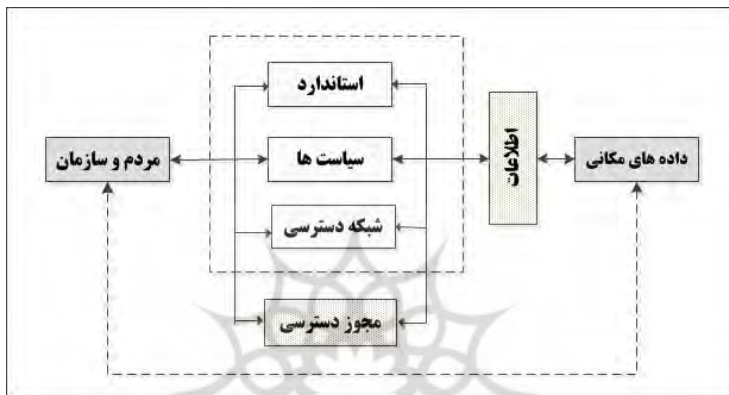 استاندارد
اطلاعات
داده های مکانی
سیاست ها
مردم و سازمان
شبکه دسترسی
مجوز دسترسی